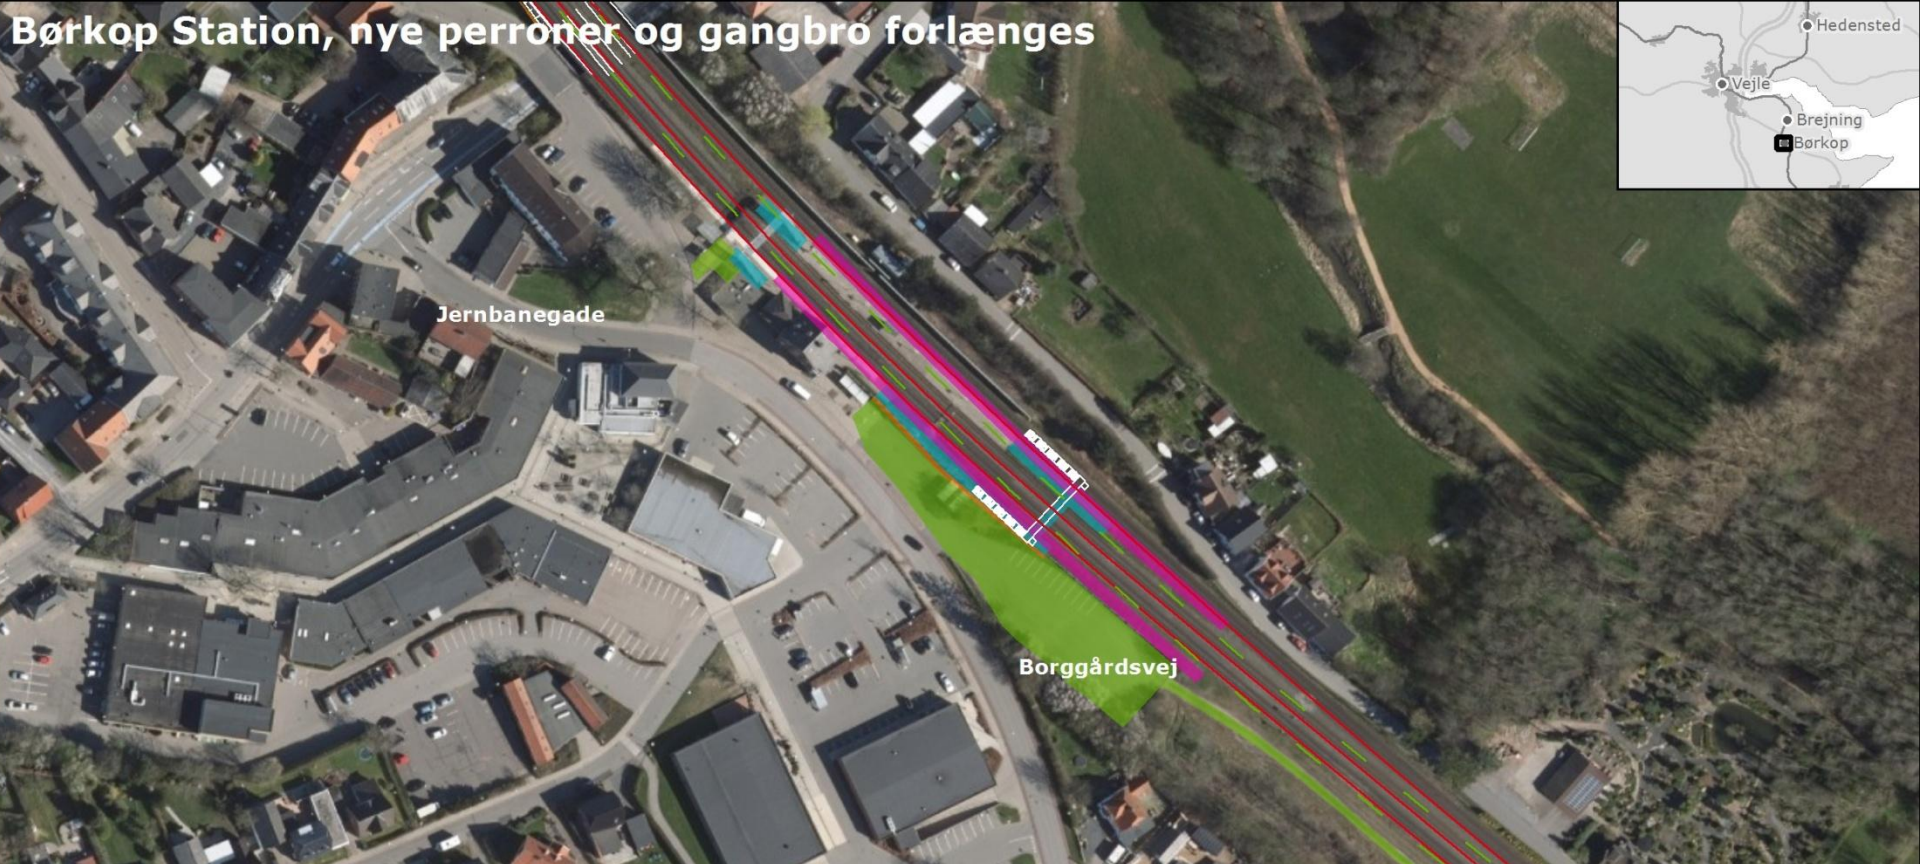 Børkop Station, nye perroner og gangbro forlænges
Hedensted
Vejle
Brejning
Børkop
Jernbanegade
Borggårdsvej